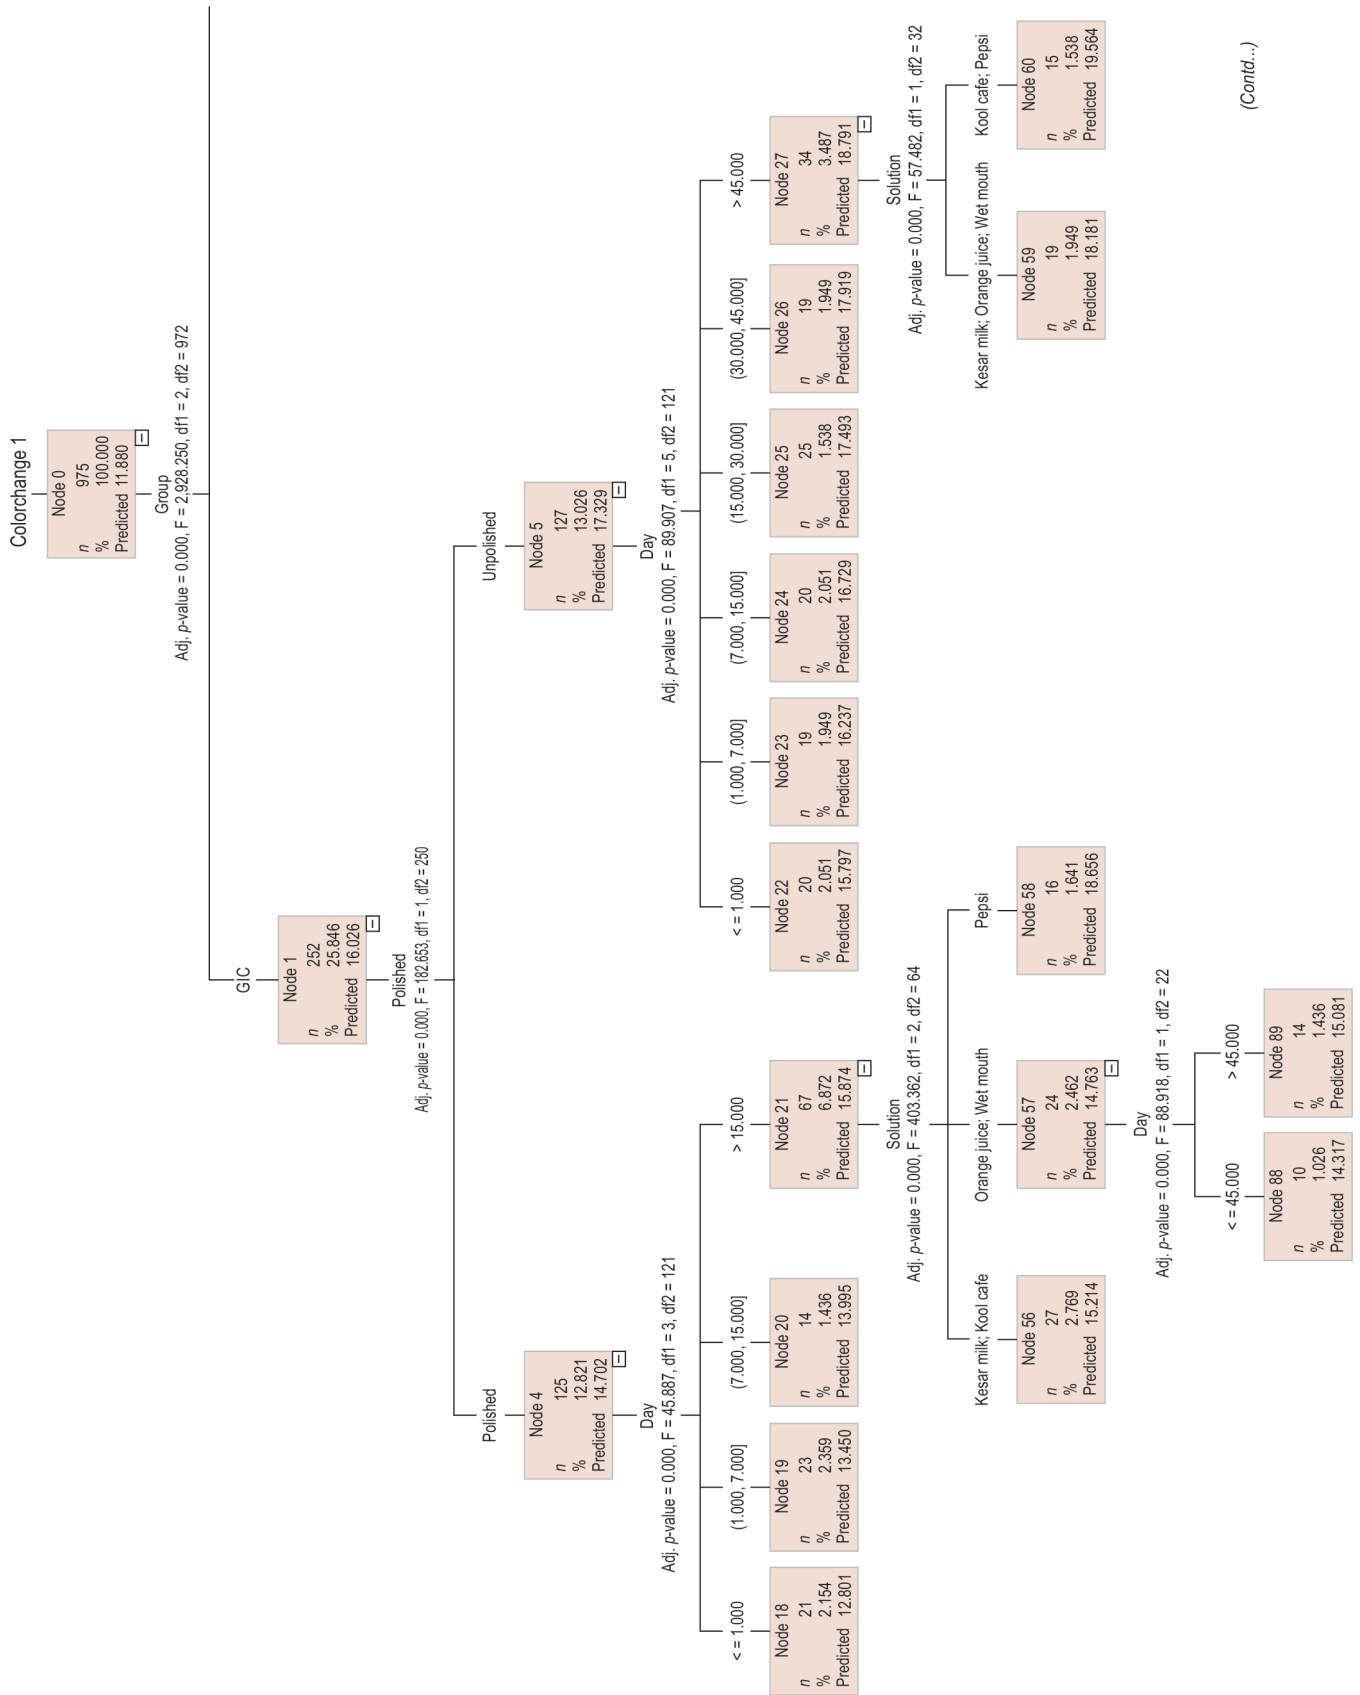 Colorchange 1
Node 0
n 975
% 100.000
Predicted 11.880
Group
Adj. p-value = 0.000, F = 2,928.250, df1 = 2, df2 = 972
GIC
Node 1
n 252
% 25.846
Predicted 16.026
Polished
Adj. p-value = 0.000, F = 182.653, df1 = 1, df2 = 250
Polished
Node 4
n 125
% 12.821
Predicted 14.702
Day
Adj. p-value = 0.000, F = 45.887, df1 = 3, df2 = 121
Unpolished
Node 5
n 127
% 13.026
Predicted 17.329
Day
Adj. p-value = 0.000, F = 89.907, df1 = 5, df2 = 121
< = 1.000
Node 18
n 21
% 2.154
Predicted 12.801
(1.000, 7.000]
Node 19
n 23
% 2.359
Predicted 13.450
(7.000, 15.000]
Node 20
n 14
% 1.436
Predicted 13.995
> 15.000
Node 21
n 67
% 6.872
Predicted 15.874
Solution
Adj. p-value = 0.000, F = 403.362, df1 = 2, df2 = 64
< = 1.000
Node 22
n 20
% 2.051
Predicted 15.797
(1.000, 7.000]
Node 23
n 19
% 1.949
Predicted 16.237
(7.000, 15.000]
Node 24
n 20
% 2.051
Predicted 16.729
(15.000, 30.000]
Node 25
n 25
% 1.538
Predicted 17.493
(30.000, 45.000]
Node 26
n 19
% 1.949
Predicted 17.919
> 45.000
Node 27
n 34
% 3.487
Predicted 18.791
Solution
Adj. p-value = 0.000, F = 57.482, df1 = 1, df2 = 32
Kesar milk; Kool cafe
Node 56
n 27
% 2.769
Predicted 15.214
Orange juice; Wet mouth
Node 57
n 24
% 2.462
Predicted 14.763
Day
Adj. p-value = 0.000, F = 88.918, df1 = 1, df2 = 22
Pepsi
Node 58
n 16
% 1.641
Predicted 18.656
Kesar milk; Orange juice; Wet mouth
Node 59
n 19
% 1.949
Predicted 18.181
Kool cafe; Pepsi
Node 60
n 15
% 1.538
Predicted 19.564
< = 45.000
Node 88
n 10
% 1.026
Predicted 14.317
> 45.000
Node 89
n 14
% 1.436
Predicted 15.081
(Contd...)